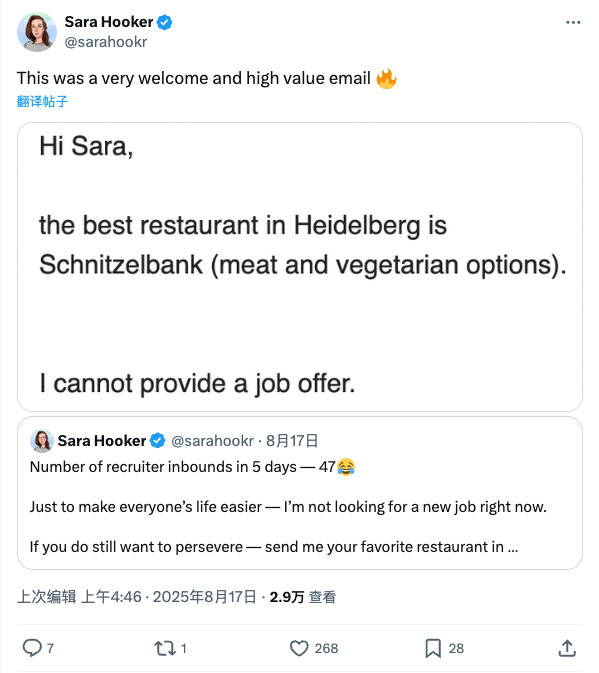 Sara Hooker
@sarahookr
This was a very welcome and high value email 🔥
翻译帖子
Hi Sara,
the best restaurant in Heidelberg is
Schnitzelbank (meat and vegetarian options).
I cannot provide a job offer.
Sara Hooker @sarahookr · 8月17日
Number of recruiter inbounds in 5 days — 47😂
Just to make everyone’s life easier — I’m not looking for a new job right now.
If you do still want to persevere — send me your favorite restaurant in ...
上次编辑 上午4:46 · 2025年8月17日 · 2.9万 查看
7 1 268 28